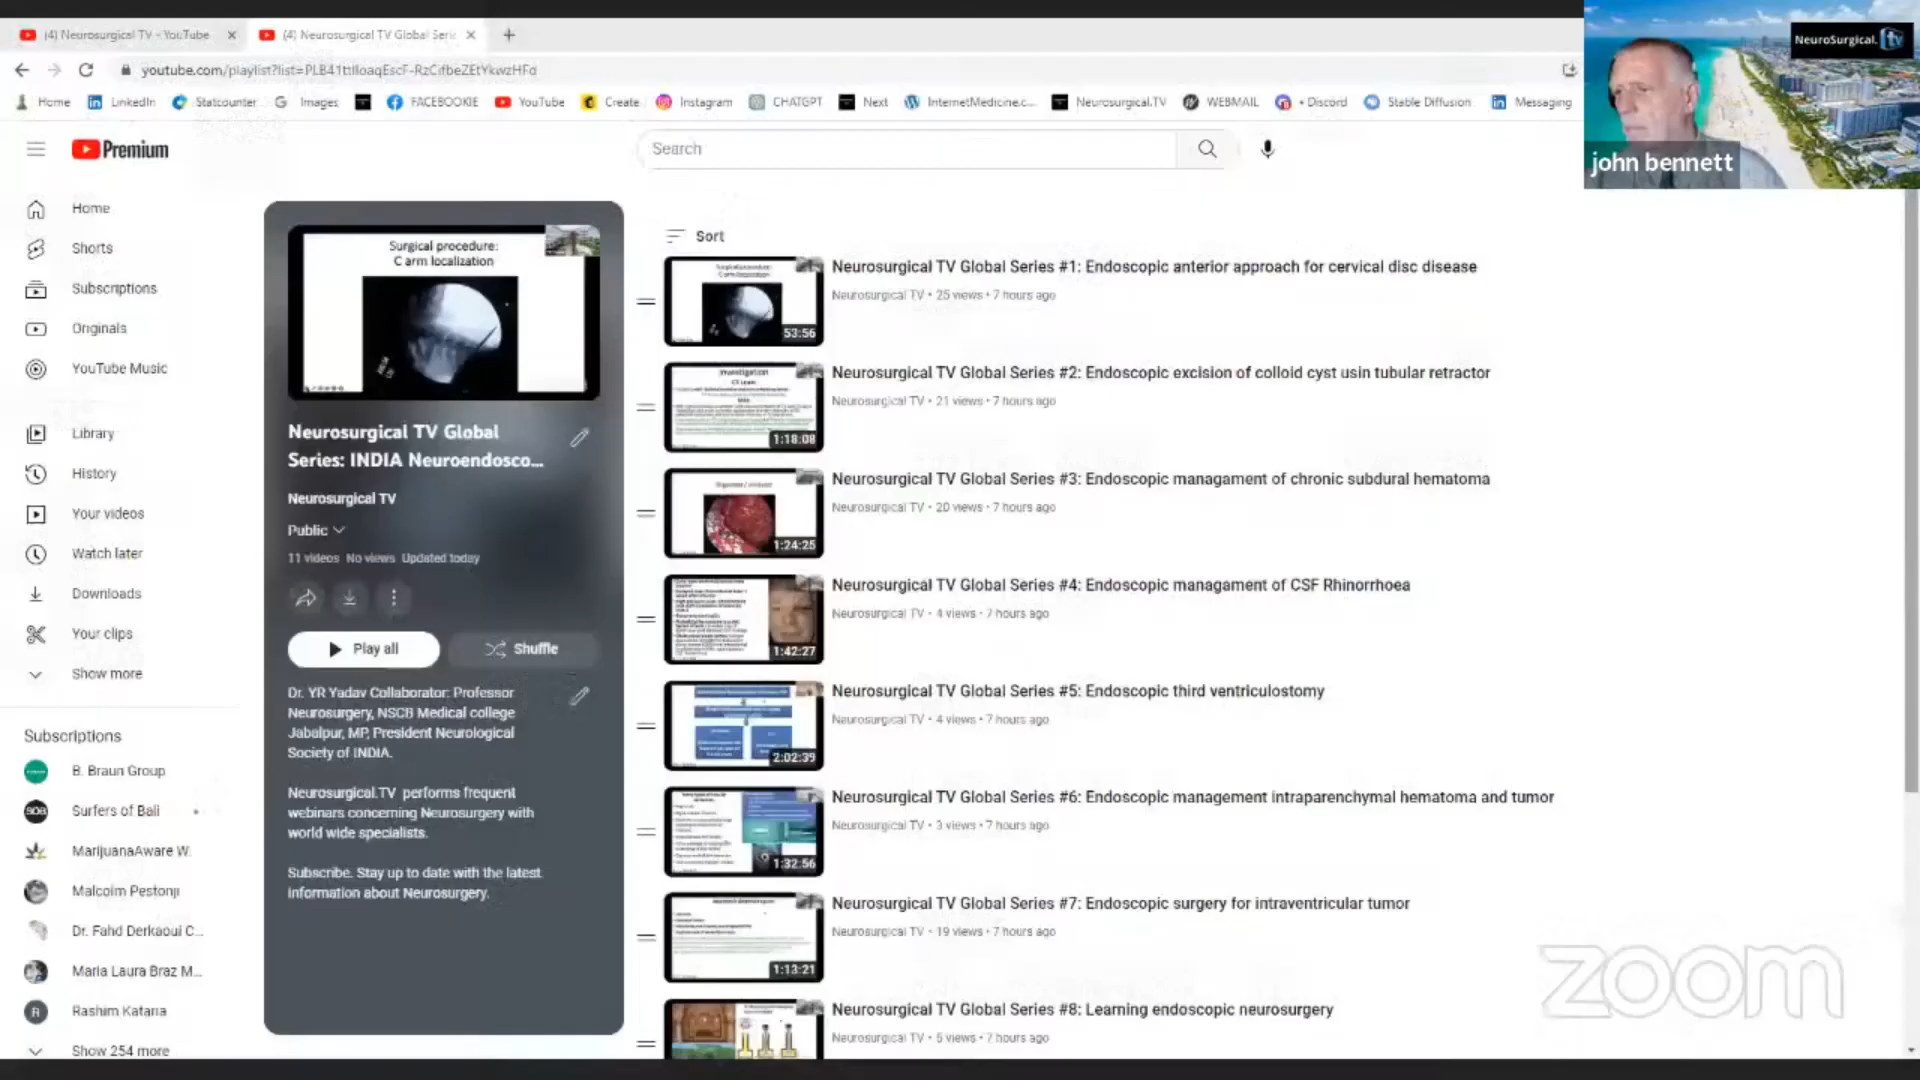 (4) Neurosurgical TV - YouTube
(4) Neurosurgical TV Global Seric
youtube.com/playlist?list=PLB41ttlIoaqEscF-RzCifbeZEtYkwzHFd
Home
LinkedIn
Statcounter
Images
FACEBOOKIE
YouTube
Create
Instagram
CHATGPT
Next
InternetMedicine.c...
Neurosurgical.TV
WEBMAIL
• Discord
Stable Diffusion
Messaging
NeuroSurgical. tv
john bennett
Premium
Search
Home
Shorts
Subscriptions
Originals
YouTube Music
Library
History
Your videos
Watch later
Downloads
Your clips
Show more
Subscriptions
B. Braun Group
Surfers of Bali
MarijuanaAware W.
Malcolm Pestonji
Dr. Fahd Derkaoui C...
Maria Laura Braz M...
R
Rashim Kataria
Show 254 more
Surgical procedure:
C arm localization
Neurosurgical TV Global
Series: INDIA Neuroendosco...
Neurosurgical TV
Public
11 videos No views Updated today
Play all
Shuffle
Dr. YR Yadav Collaborator: Professor
Neurosurgery, NSCB Medical college
Jabalpur, MP, President Neurological
Society of INDIA.
Neurosurgical.TV performs frequent
webinars concerning Neurosurgery with
world wide specialists.
Subscribe. Stay up to date with the latest
information about Neurosurgery.
Sort
53:56
Neurosurgical TV Global Series #1: Endoscopic anterior approach for cervical disc disease
Neurosurgical TV • 25 views • 7 hours ago
1:18:08
Neurosurgical TV Global Series #2: Endoscopic excision of colloid cyst usin tubular retractor
Neurosurgical TV • 21 views • 7 hours ago
1:24:25
Neurosurgical TV Global Series #3: Endoscopic managament of chronic subdural hematoma
Neurosurgical TV • 20 views • 7 hours ago
1:42:27
Neurosurgical TV Global Series #4: Endoscopic managament of CSF Rhinorrhoea
Neurosurgical TV • 4 views • 7 hours ago
2:02:39
Neurosurgical TV Global Series #5: Endoscopic third ventriculostomy
Neurosurgical TV • 4 views • 7 hours ago
1:32:56
Neurosurgical TV Global Series #6: Endoscopic management intraparenchymal hematoma and tumor
Neurosurgical TV • 3 views • 7 hours ago
1:13:21
Neurosurgical TV Global Series #7: Endoscopic surgery for intraventricular tumor
Neurosurgical TV • 19 views • 7 hours ago
Neurosurgical TV Global Series #8: Learning endoscopic neurosurgery
Neurosurgical TV • 5 views • 7 hours ago
zoom